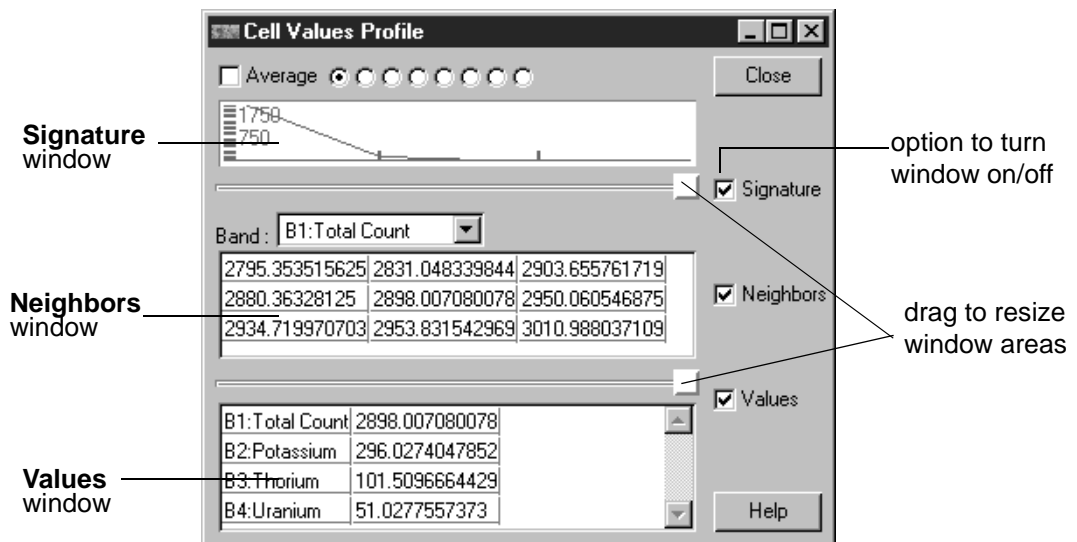 Cell Values Profile
Average
Close
1750
750
Signature
window
option to turn
window on/off
Signature
Band : B1:Total Count
2795.353515625 2831.048339844 2903.655761719
2880.36328125 2898.007080078 2950.060546875
2934.719970703 2953.831542969 3010.988037109
Neighbors
Neighbors
window
drag to resize
window areas
Values
B1:Total Count 2898.007080078
B2:Potassium 296.0274047852
B3:Thorium 101.5096664429
B4:Uranium 51.0277557373
Values
window
Help